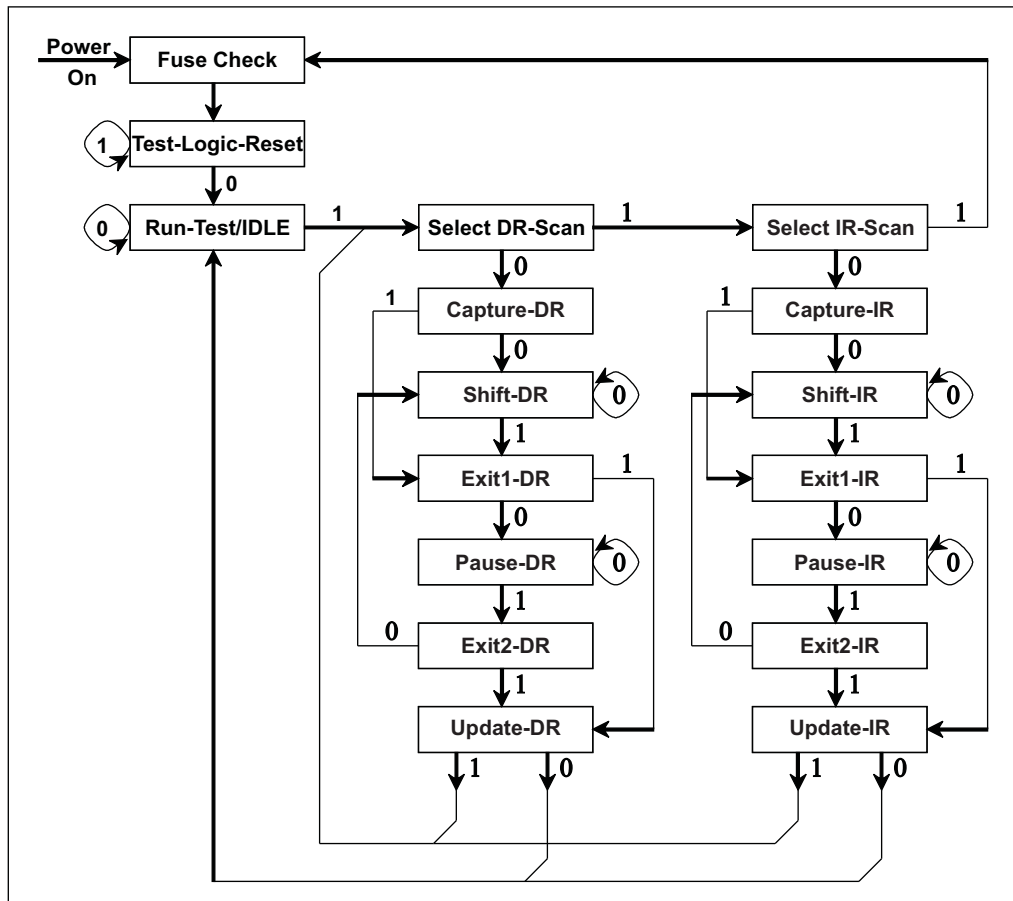 Power
On
Fuse Check
1
Test-Logic-Reset
0
0
Run-Test/IDLE
1
Select DR-Scan
1
Select IR-Scan
1
0
0
1
Capture-DR
1
Capture-IR
0
0
Shift-DR
0
Shift-IR
0
1
1
Exit1-DR
1
Exit1-IR
1
0
0
Pause-DR
0
Pause-IR
0
1
1
0
Exit2-DR
0
Exit2-IR
1
1
Update-DR
Update-IR
1
0
1
0